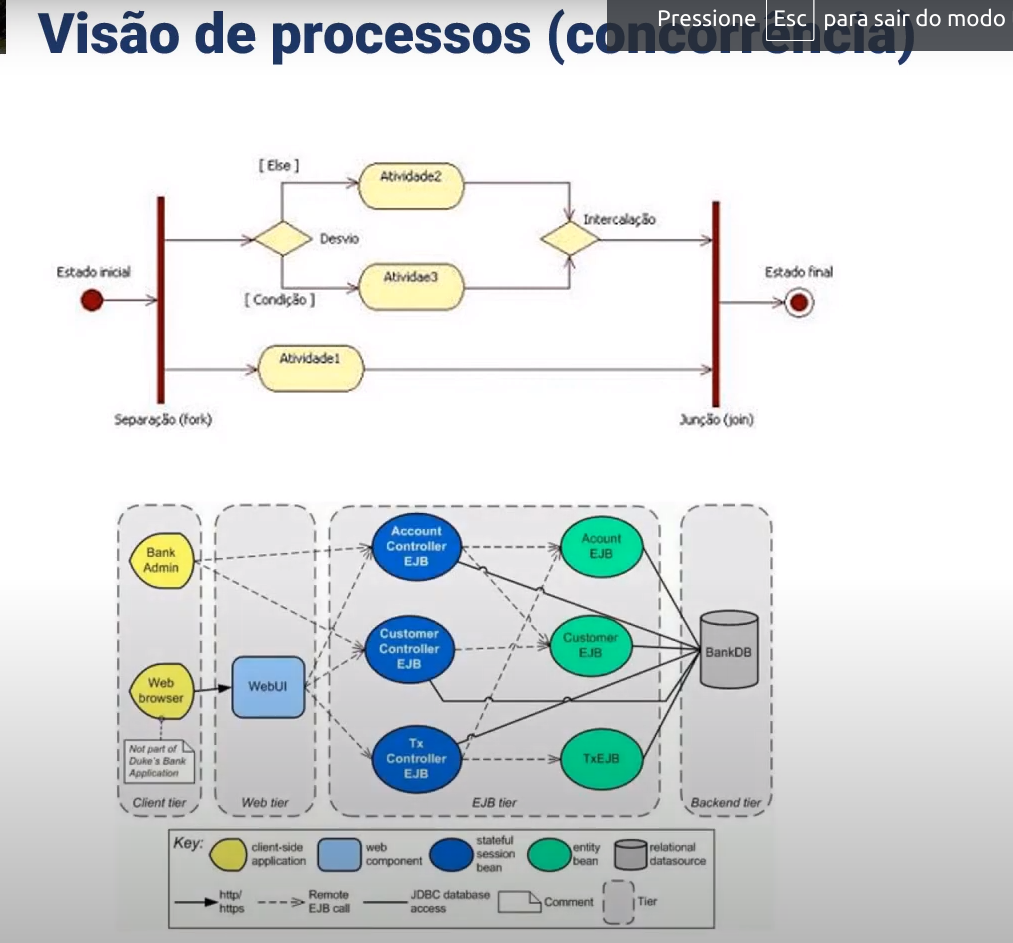 Visão de processos (concorrência)
Pressione Esc para sair do modo
[ Else ]
Atividade2
Intercalação
Desvio
Estado inicial
Atividae3
Estado final
[ Condição ]
Atividade1
Separação (fork)
Junção (join)
Bank
Admin
Account
Controller
EJB
Acount
EJB
Customer
Controller
EJB
Customer
EJB
BankDB
Web
browser
WebUI
Tx
Controller
EJB
TxEJB
Not part of
Duke's Bank
Application
Client tier
Web tier
EJB tier
Backend tier
Key:
client-side
application
web
component
stateful
session
bean
entity
bean
relational
datasource
http/
https
Remote
EJB call
JDBC database
access
Comment
Tier